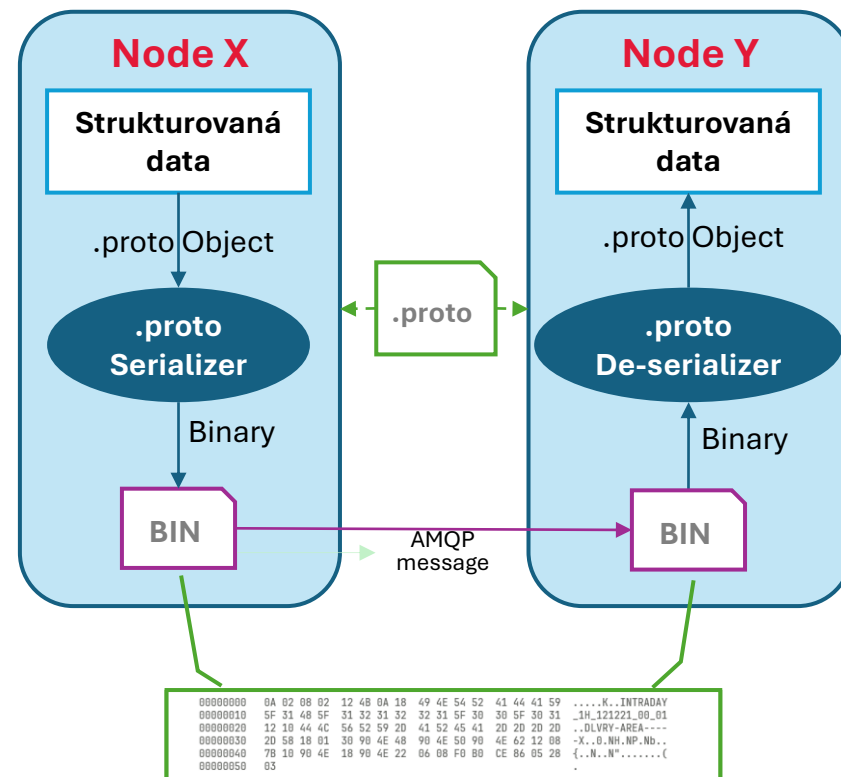 Node X
Node Y
Strukturovaná
data
Strukturovaná
data
.proto Object
.proto Object
.proto
.proto
Serializer
.proto
De-serializer
Binary
Binary
BIN
BIN
AMQP
message
00000000 0A 02 08 02 12 4B 0A 18 49 4E 54 52 41 44 41 59 .....K..INTRADAY
00000010 5F 31 48 5F 31 32 31 32 32 31 5F 30 30 5F 30 31 _1H_121221_00_01
00000020 12 10 44 4C 56 52 59 2D 41 52 45 41 2D 2D 2D 2D ..DLVRY-AREA----
00000030 2D 58 18 01 30 90 4E 48 90 4E 50 90 4E 62 12 08 -X..0.NH.NP.Nb..
00000040 7B 10 90 4E 18 90 4E 22 06 08 F0 B0 CE 86 05 28 {..N..N".......(
00000050 03 .